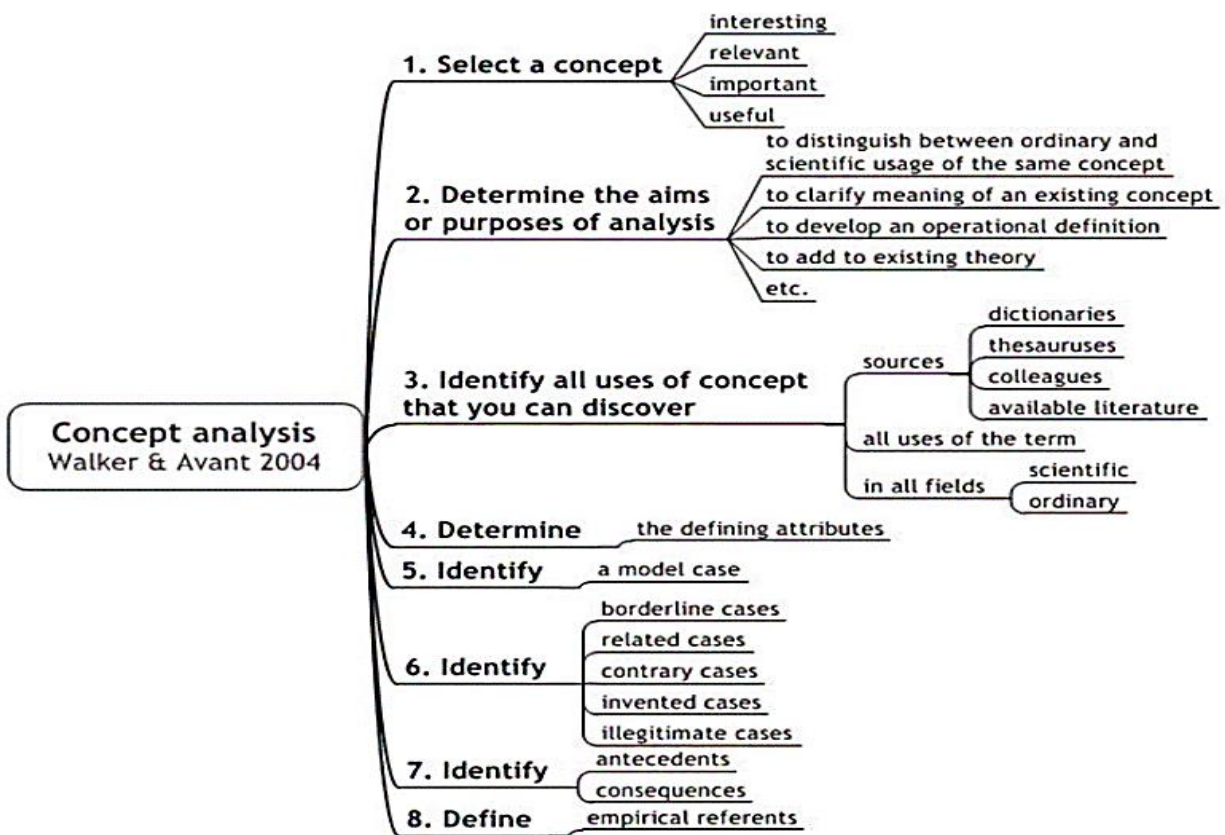 Concept analysis
Walker & Avant 2004
1. Select a concept
interesting
relevant
important
useful
2. Determine the aims
or purposes of analysis
to distinguish between ordinary and
scientific usage of the same concept
to clarify meaning of an existing concept
to develop an operational definition
to add to existing theory
etc.
3. Identify all uses of concept
that you can discover
sources
dictionaries
thesauruses
colleagues
available literature
all uses of the term
in all fields
scientific
ordinary
4. Determine
the defining attributes
5. Identify
a model case
6. Identify
borderline cases
related cases
contrary cases
invented cases
illegitimate cases
7. Identify
antecedents
consequences
8. Define
empirical referents